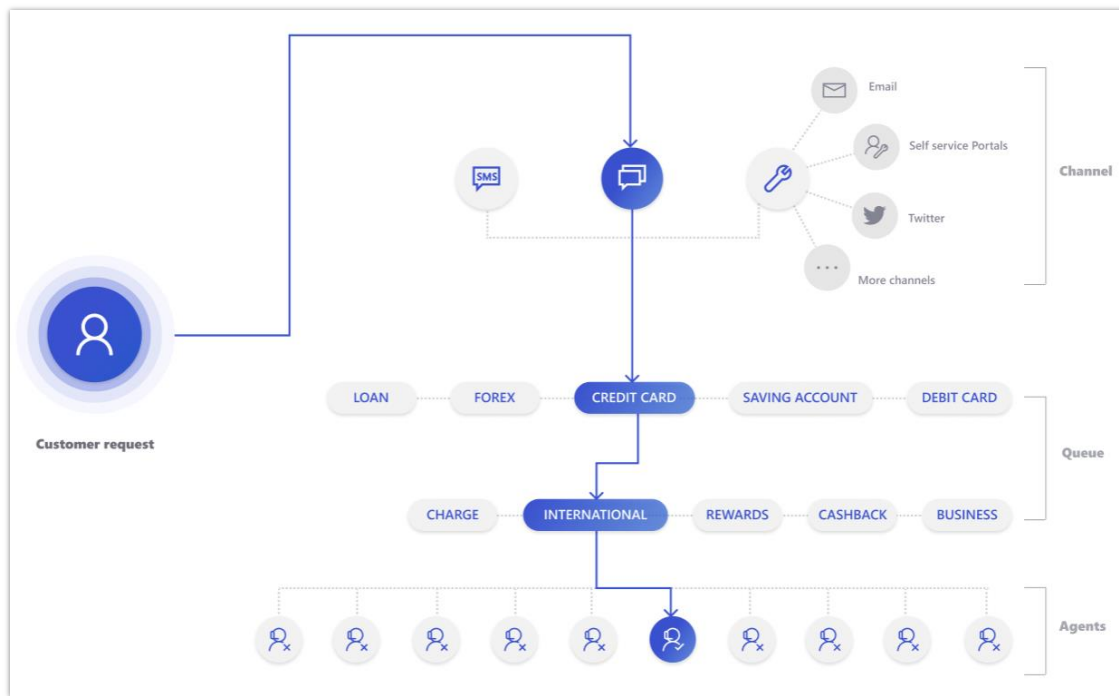 Email
Self service Portals
SMS
Channel
Twitter
More channels
LOAN FOREX CREDIT CARD SAVING ACCOUNT DEBIT CARD
Customer request
Queue
CHARGE INTERNATIONAL REWARDS CASHBACK BUSINESS
Agents